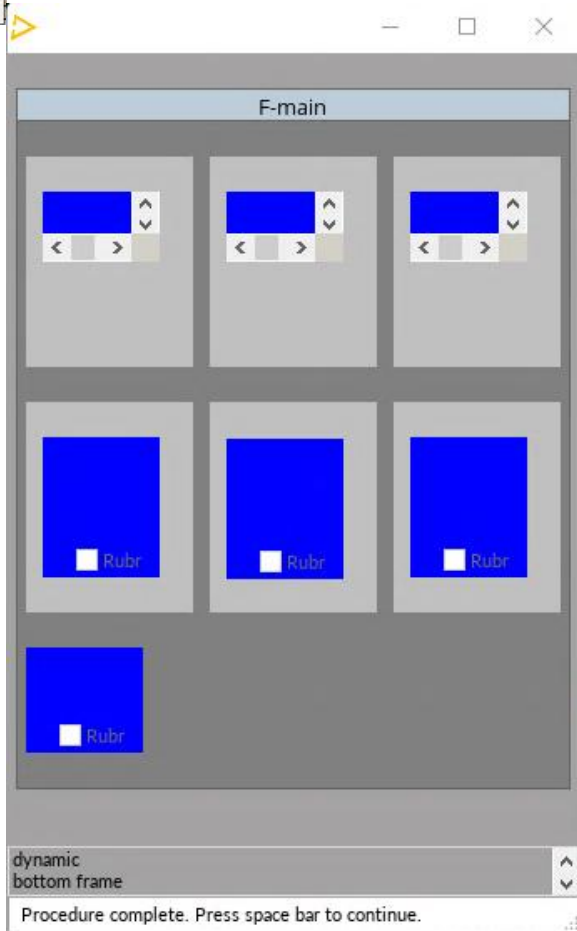 F-main
Rubr
Rubr
Rubr
Rubr
dynamic
bottom frame
Procedure complete. Press space bar to continue.